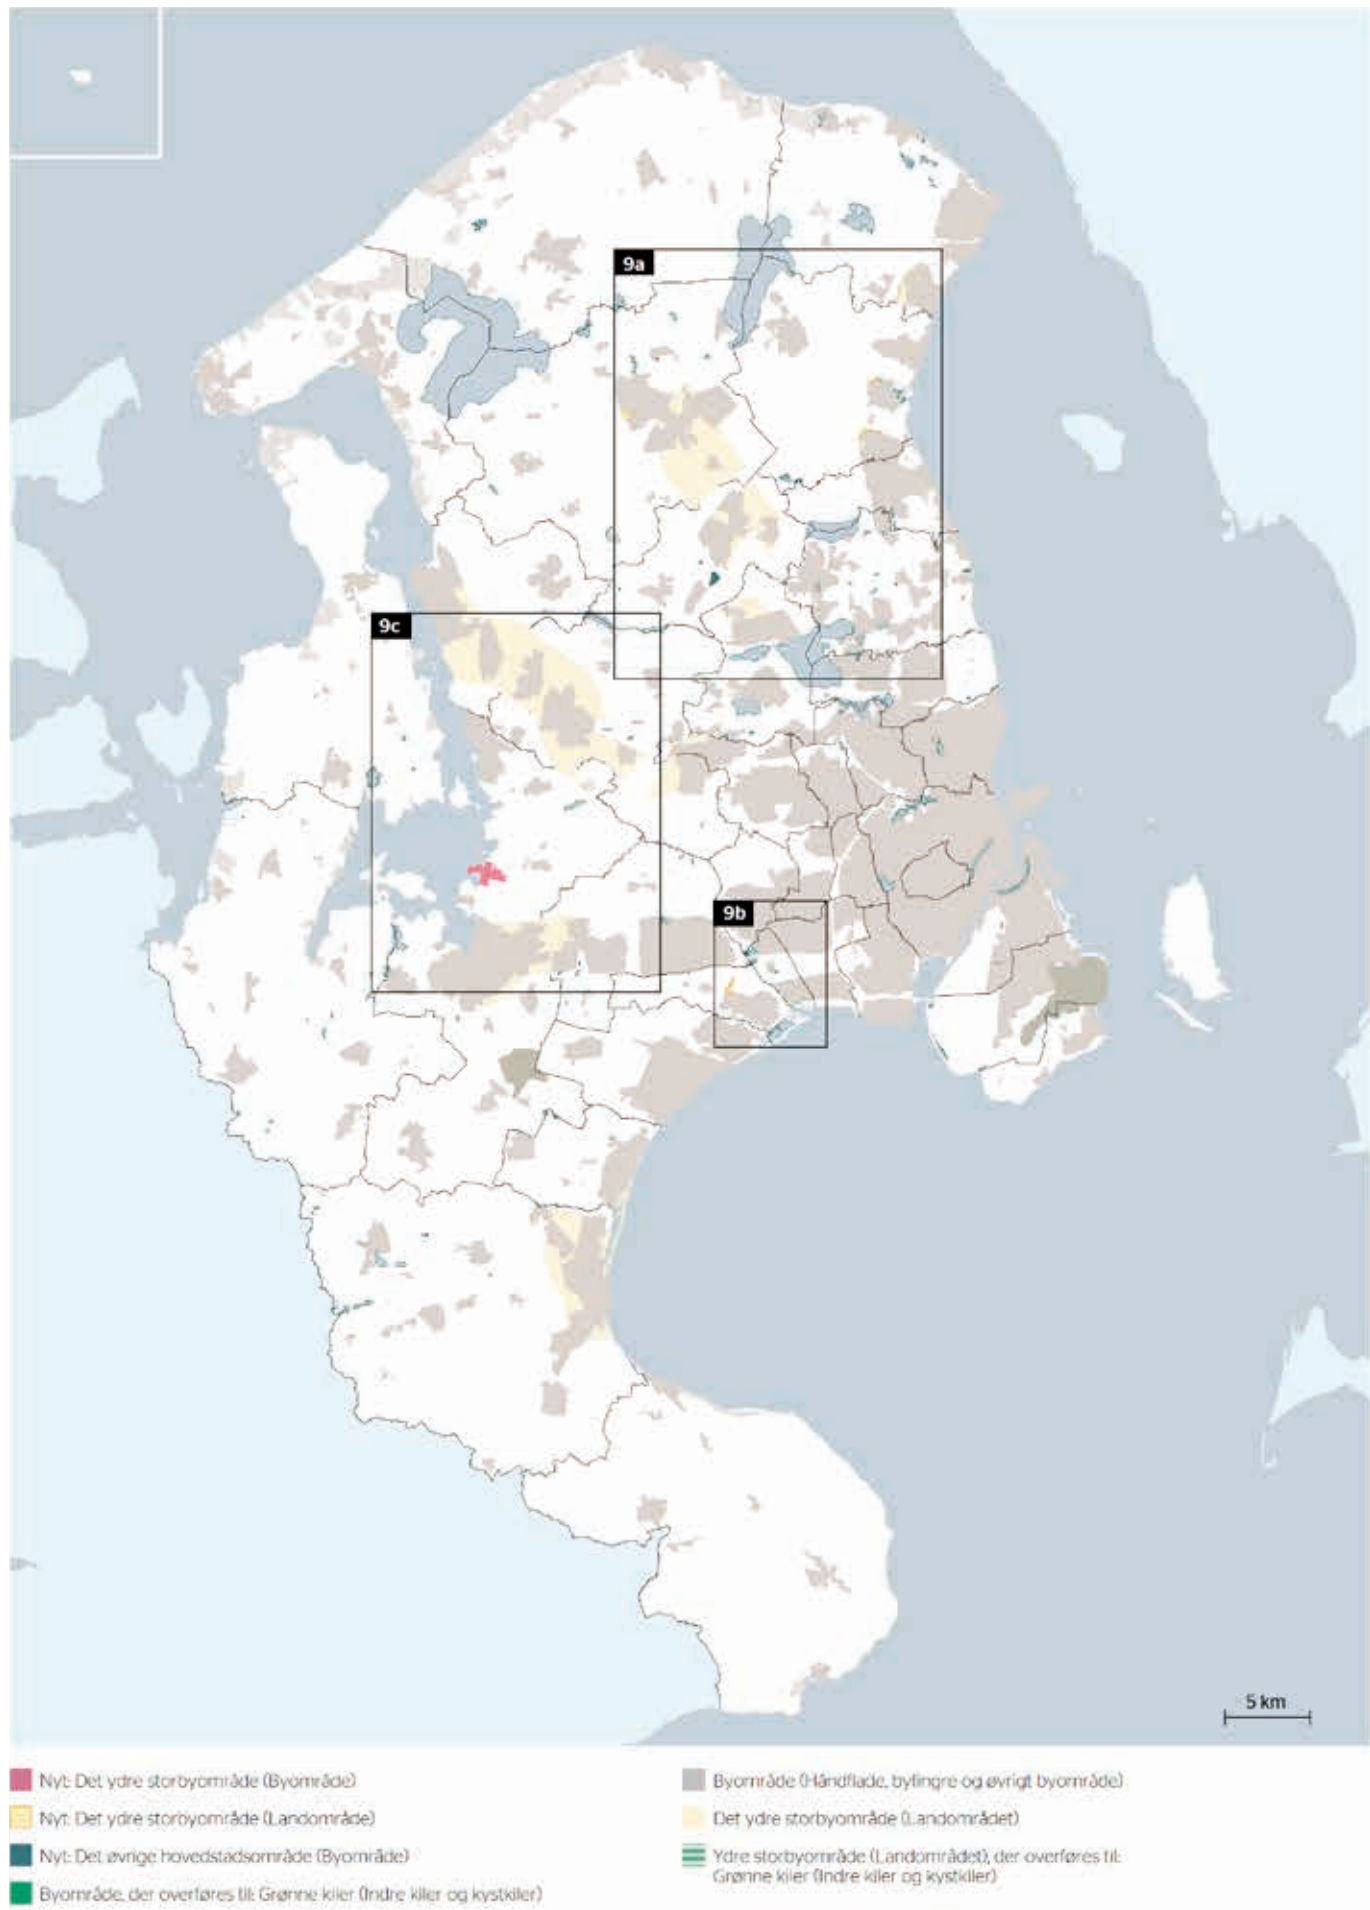 9a
9c
9b
5 km
Nyt: Det ydre storbyområde (Byområde)
Nyt: Det ydre storbyområde (Landområde)
Nyt: Det øvrige hovedstadsområde (Byområde)
Byområde, der overføres til: Grønne kiler (Indre kiler og kystkiler)
Byområde (Håndflade, byfingre og øvrigt byområde)
Det ydre storbyområde (Landområdet)
Ydre storbyområde (Landområdet), der overføres til:
Grønne kiler (Indre kiler og kystkiler)